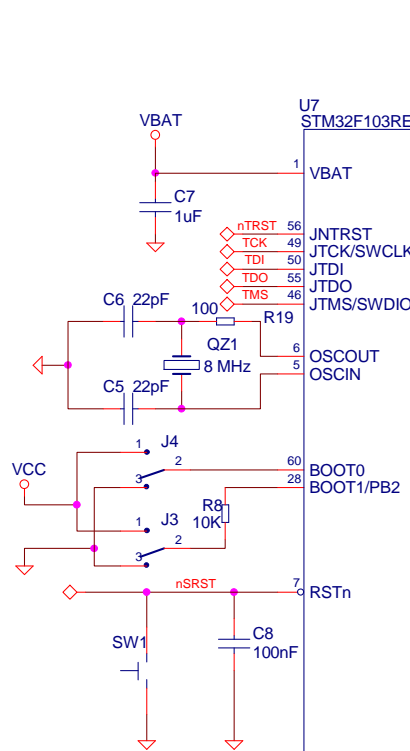 U7
STM32F103RE
VBAT
1 VBAT
C7
1uF
nTRST 56 JNTRST
TCK 49 JTCK/SWCLK
TDI 50 JTDI
TDO 55 JTDO
TMS 46 JTMS/SWDIO
C6 22pF
100
R19
QZ1
8 MHz
6 OSCOUT
5 OSCIN
C5 22pF
1 J4
2
3
60 BOOT0
28 BOOT1/PB2
VCC
R8
10K
1 J3
2
3
nSRST
7 RSTn
SW1
C8
100nF